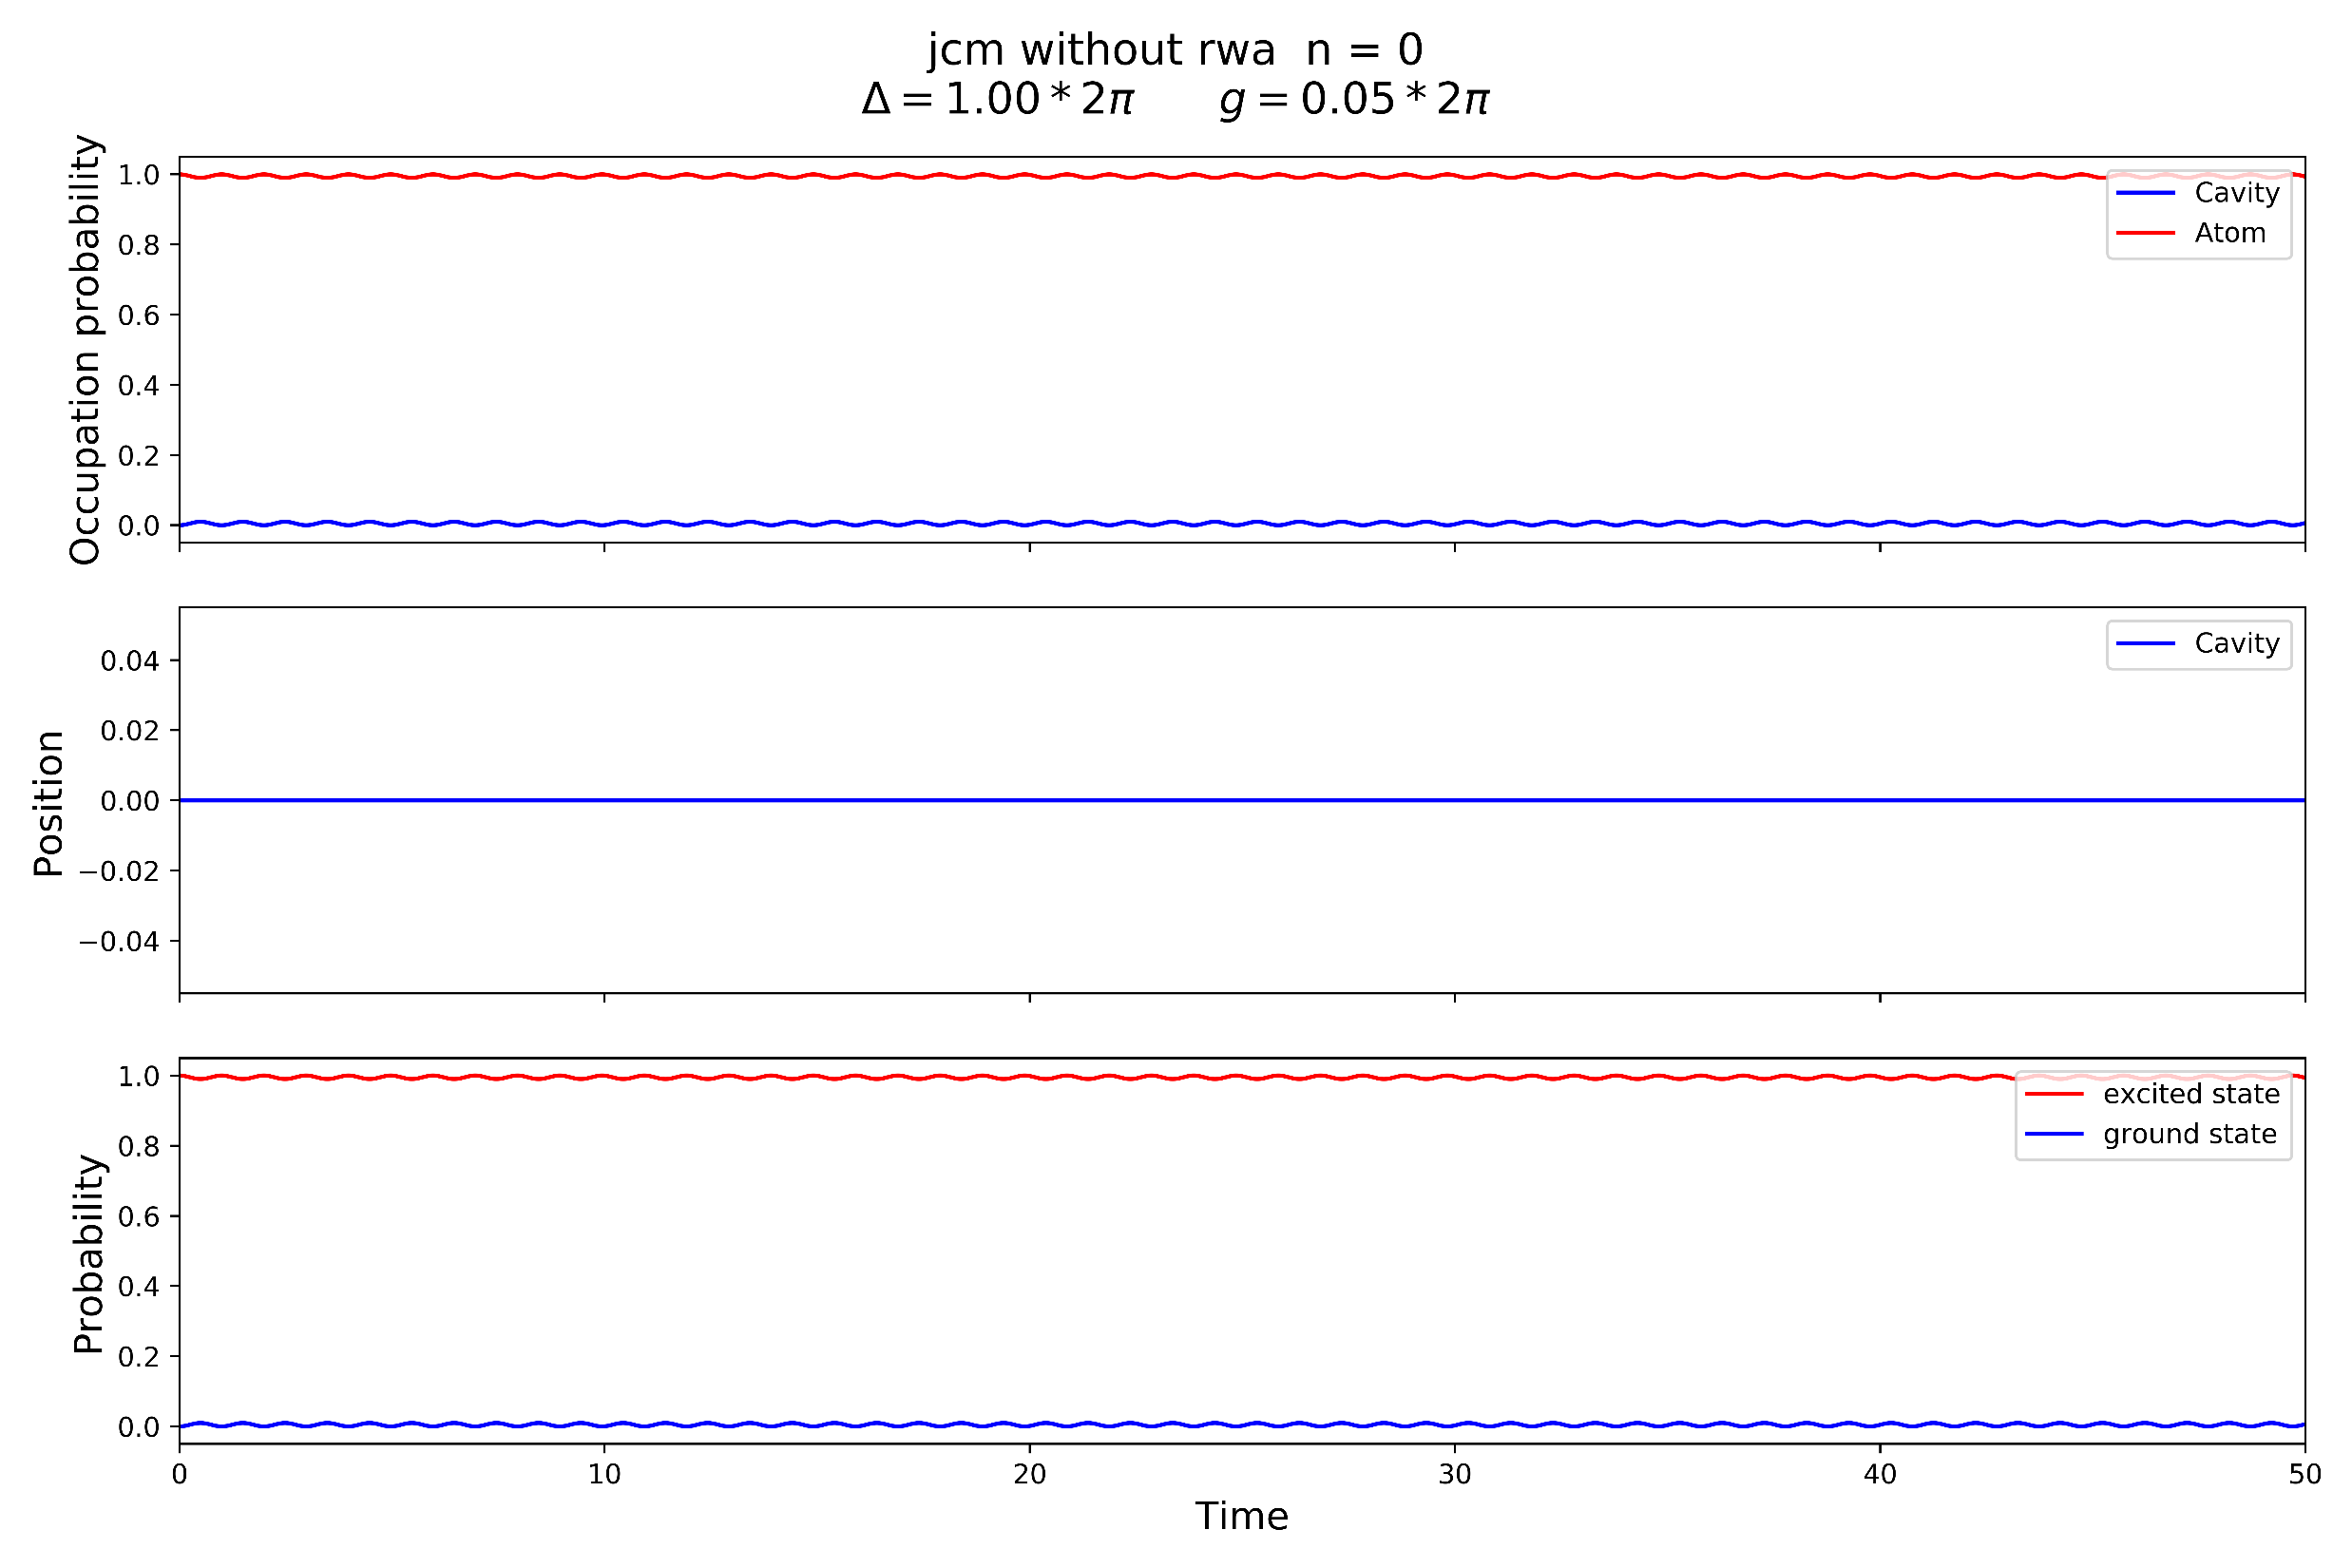 jcm without rwa  n = 0
Δ = 1.00 * 2π      g = 0.05 * 2π
Occupation probability
1.0
0.8
0.6
0.4
0.2
0.0
Cavity
Atom
Position
0.04
0.02
0.00
−0.02
−0.04
Cavity
Probability
1.0
0.8
0.6
0.4
0.2
0.0
excited state
ground state
0 10 20 30 40 50
Time